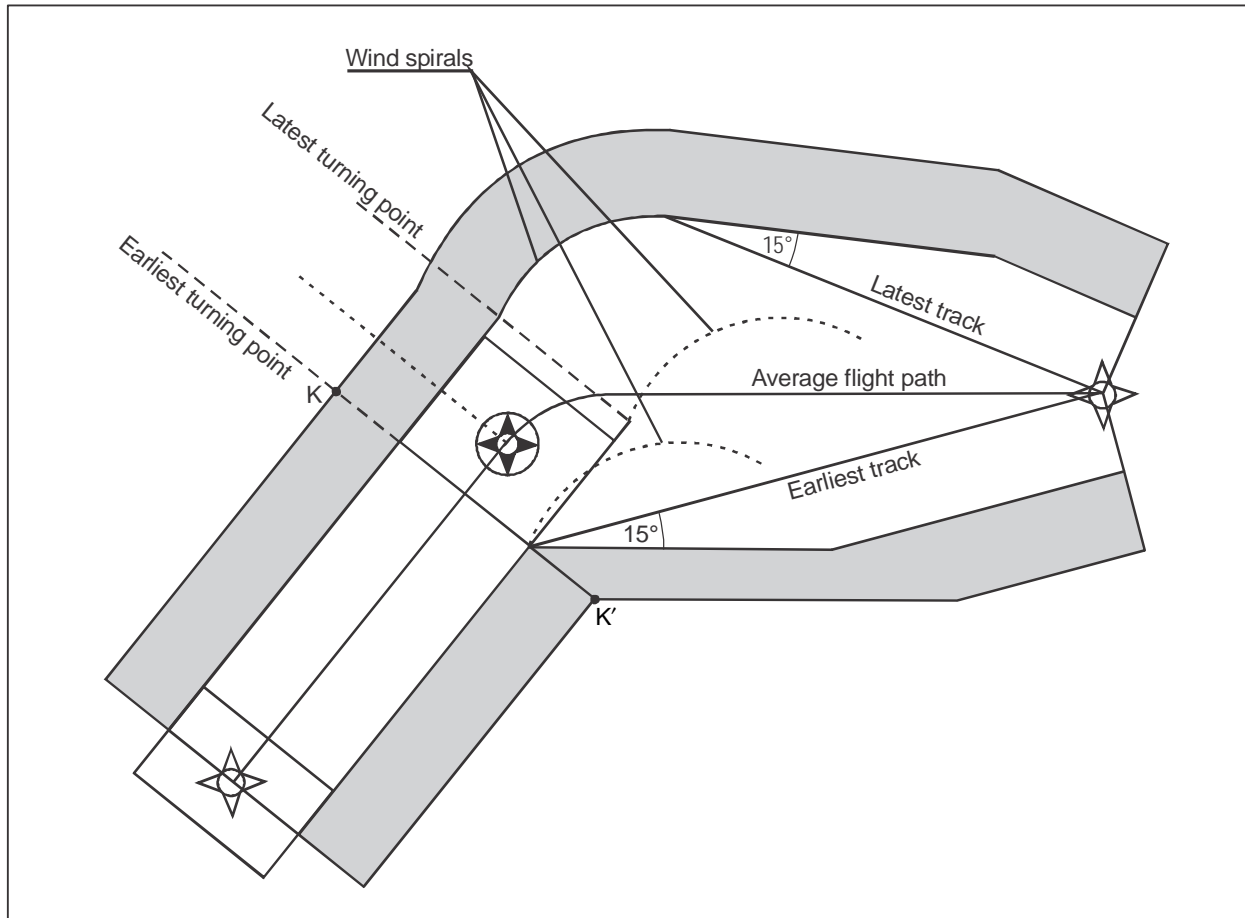 Wind spirals
Latest turning point
Earliest turning point
15°
Latest track
K
Average flight path
Earliest track
15°
K′